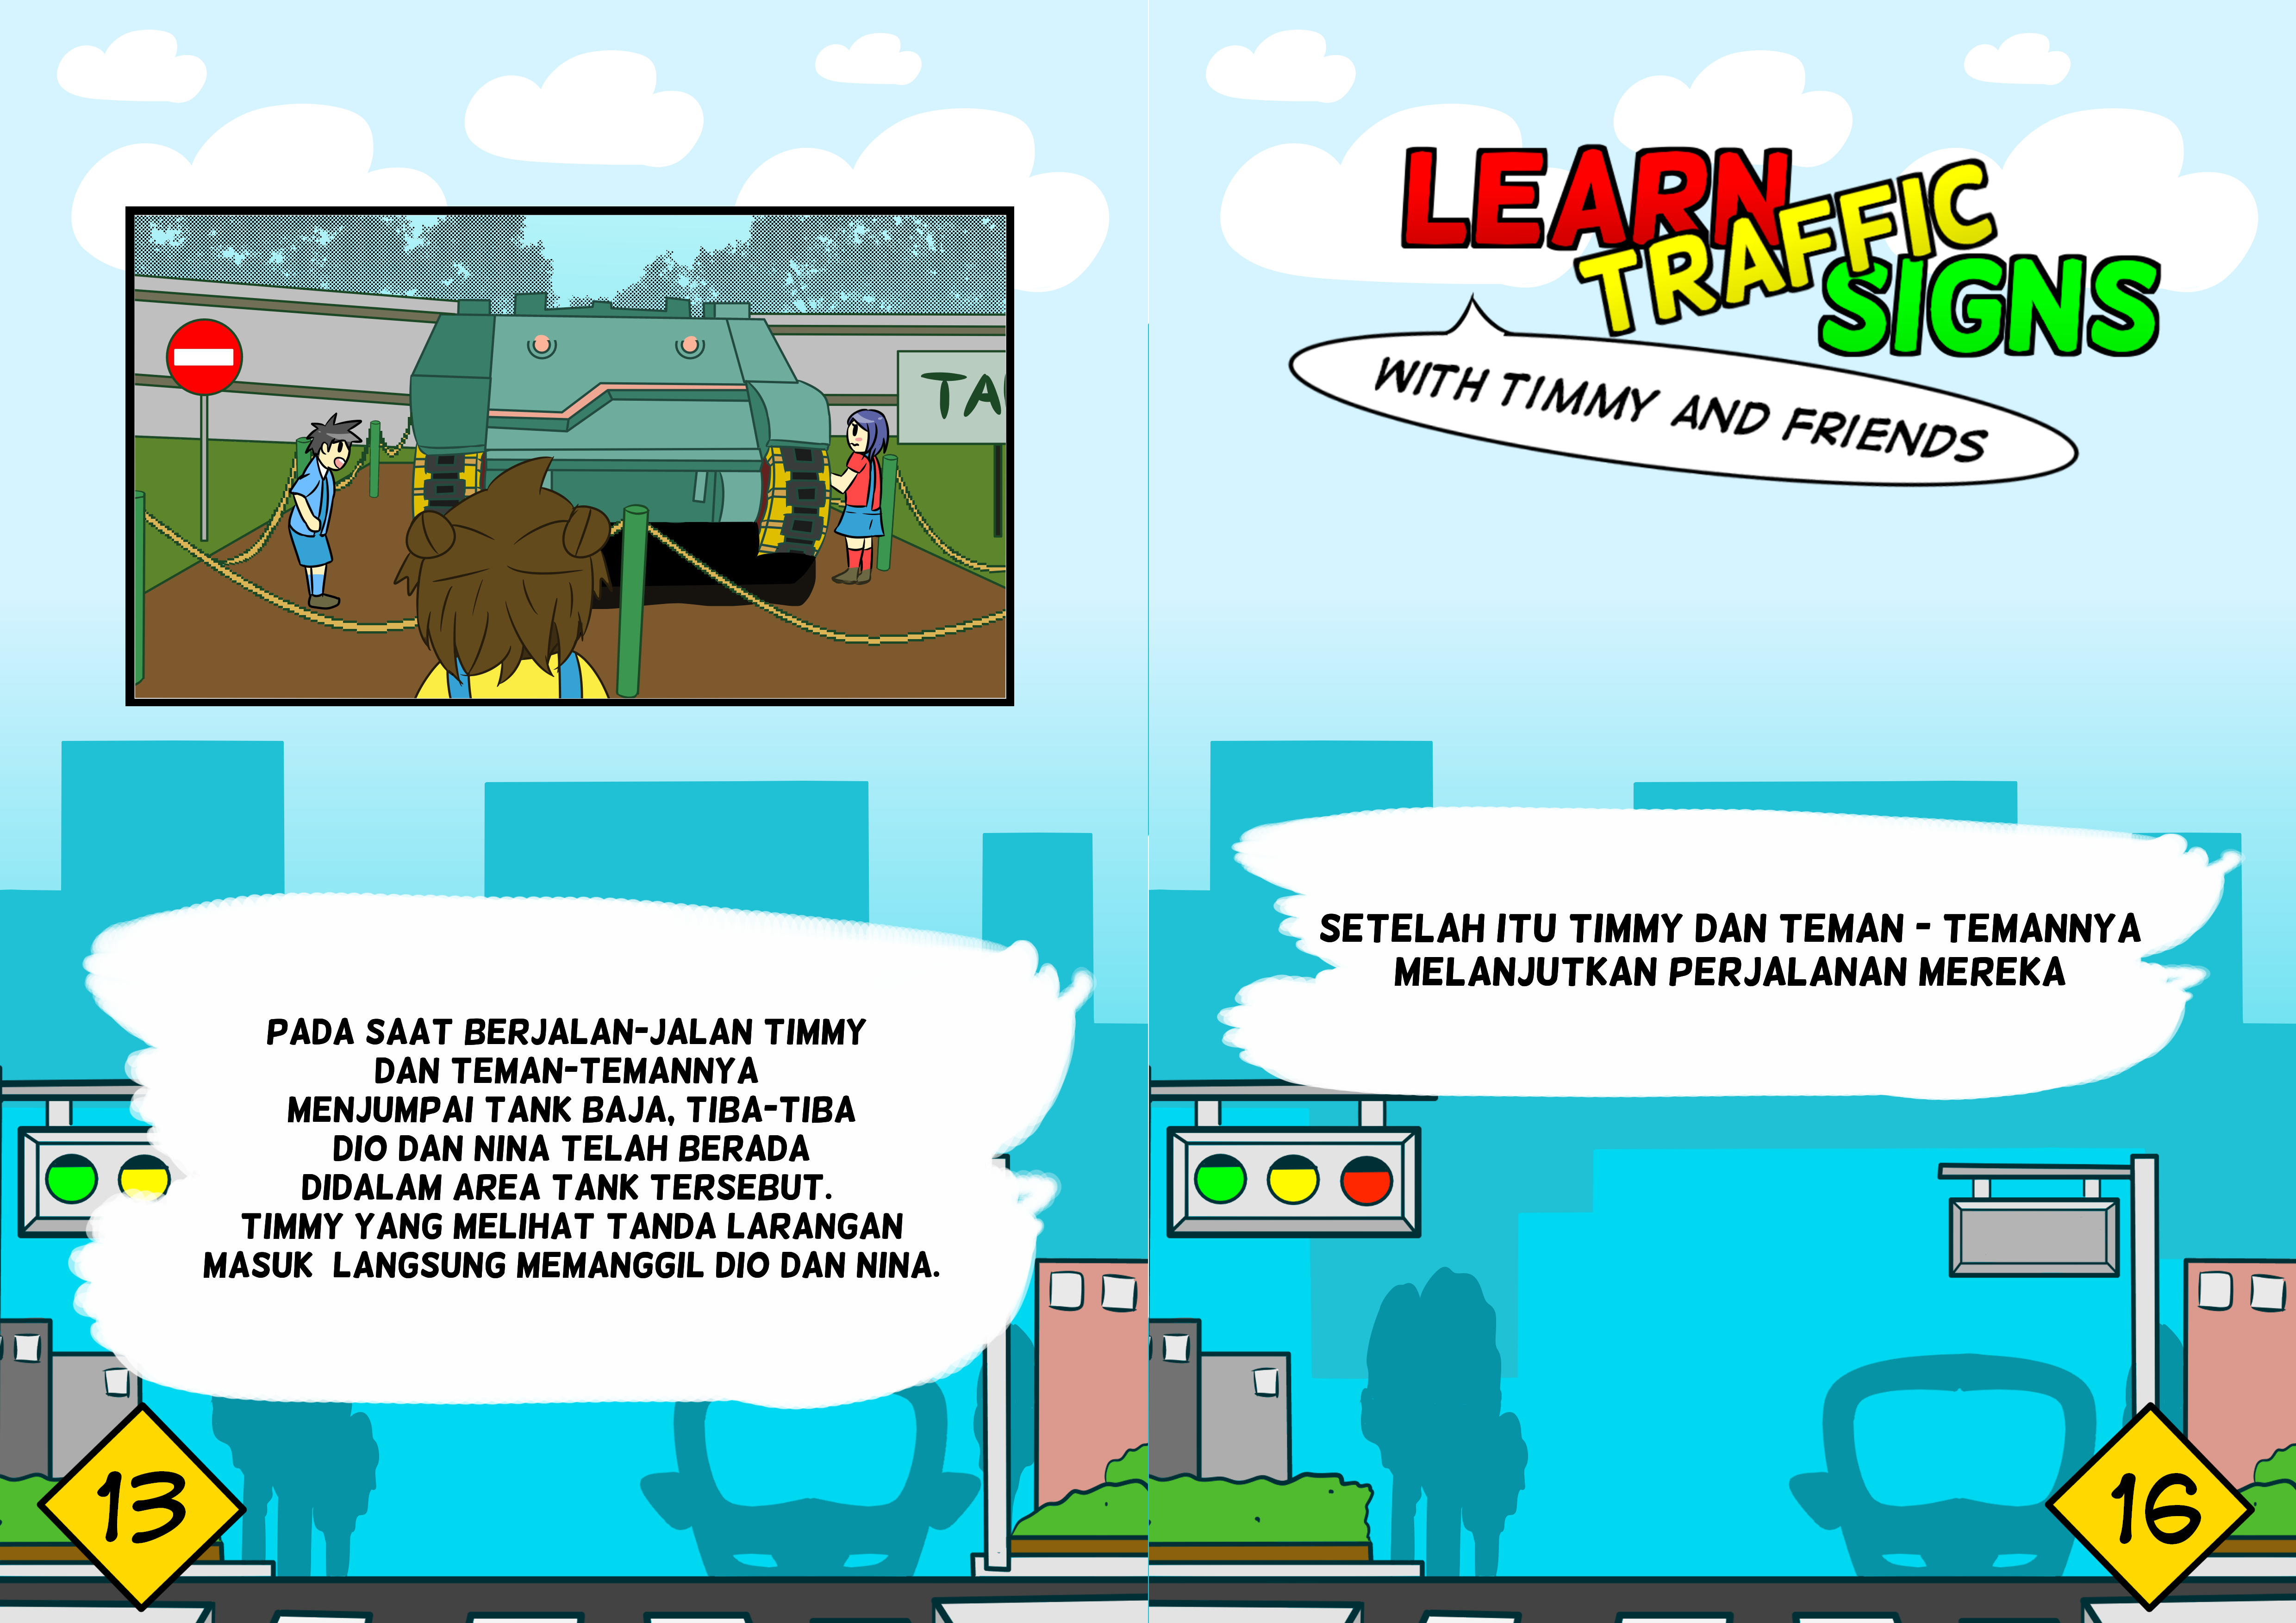 TA
PADA SAAT BERJALAN-JALAN TIMMY
DAN TEMAN-TEMANNYA
MENJUMPAI TANK BAJA, TIBA-TIBA
DIO DAN NINA TELAH BERADA
DIDALAM AREA TANK TERSEBUT.
TIMMY YANG MELIHAT TANDA LARANGAN
MASUK LANGSUNG MEMANGGIL DIO DAN NINA.
13
LEARN
TRAFFIC
SIGNS
WITH TIMMY AND FRIENDS
SETELAH ITU TIMMY DAN TEMAN - TEMANNYA
MELANJUTKAN PERJALANAN MEREKA
16